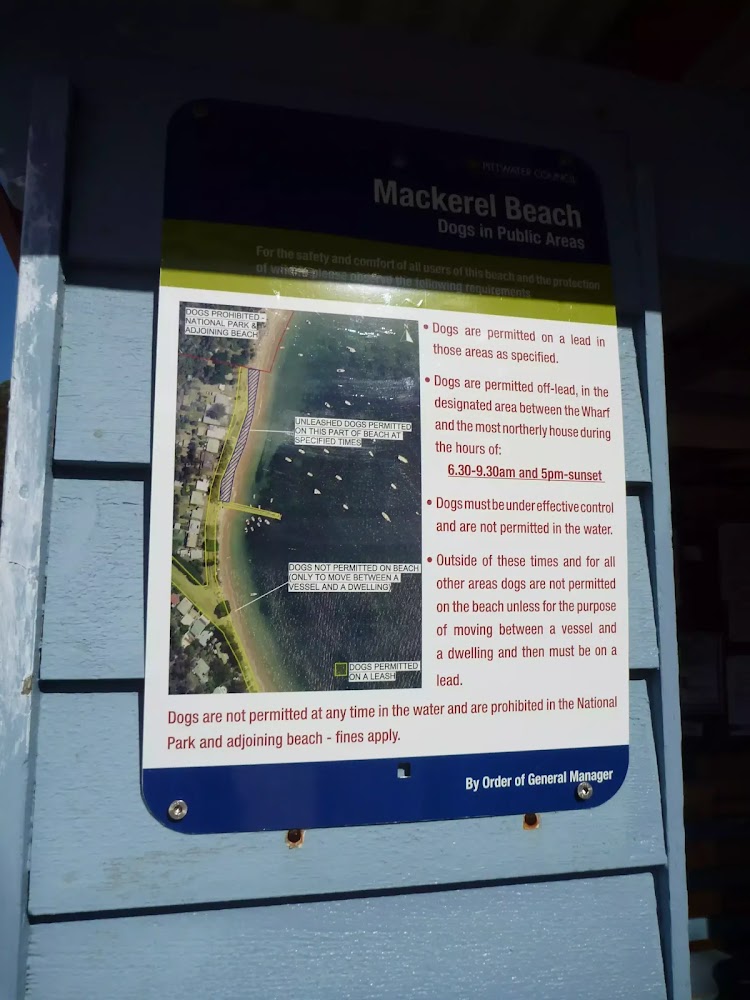 PITTWATER COUNCIL
Mackerel Beach
Dogs in Public Areas
For the safety and comfort of all users of this beach and the protection
of wildlife please observe the following requirements
DOGS PROHIBITED -
NATIONAL PARK &
ADJOINING BEACH
UNLEASHED DOGS PERMITTED
ON THIS PART OF BEACH AT
SPECIFIED TIMES
DOGS NOT PERMITTED ON BEACH
(ONLY TO MOVE BETWEEN A
VESSEL AND A DWELLING)
DOGS PERMITTED
ON A LEASH
• Dogs are permitted on a lead in
those areas as specified.
• Dogs are permitted off-lead, in the
designated area between the Wharf
and the most northerly house during
the hours of:
6.30-9.30am and 5pm-sunset
• Dogs must be under effective control
and are not permitted in the water.
• Outside of these times and for all
other areas dogs are not permitted
on the beach unless for the purpose
of moving between a vessel and
a dwelling and then must be on a
lead.
Dogs are not permitted at any time in the water and are prohibited in the National
Park and adjoining beach - fines apply.
By Order of General Manager